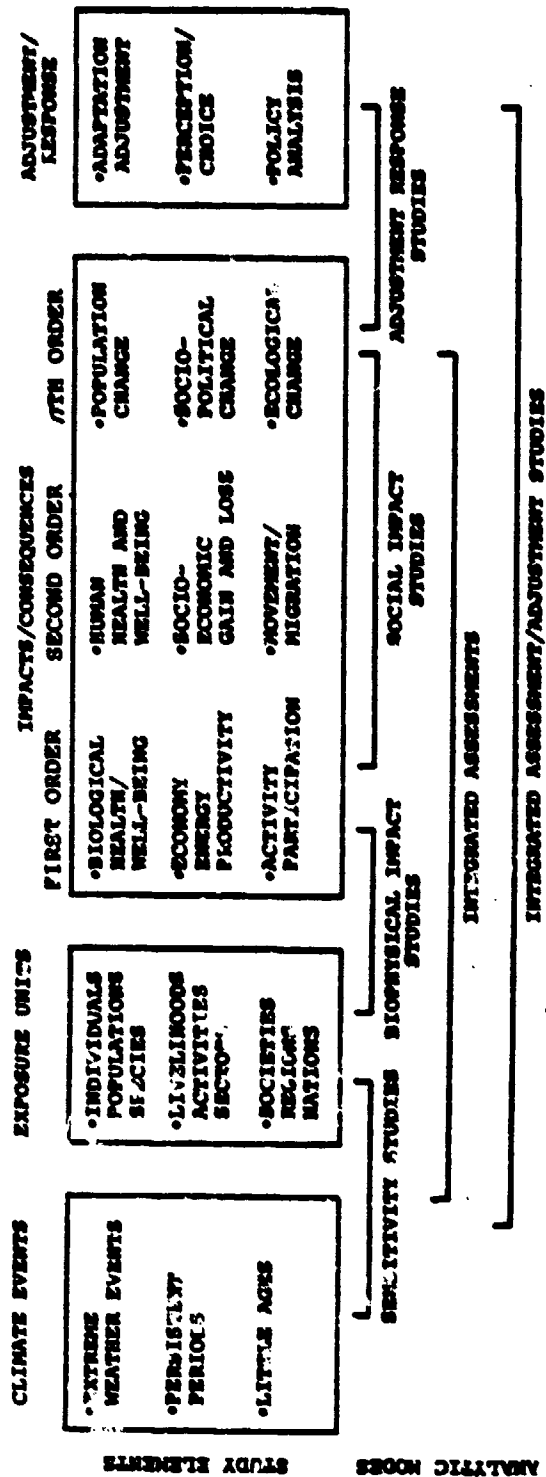 CLIMATE EVENTS
EXPOSURE UNITS
IMPACTS/CONSEQUENCES
FIRST ORDER
SECOND ORDER
nTH ORDER
ADJUSTMENT/
RESPONSE
STUDY ELEMENTS
•EXTREME
WEATHER EVENTS
•PERSISTENT
PERIODS
•LITTLE AGES
•INDIVIDUALS
POPULATIONS
SPECIES
•LIVELIHOODS
ACTIVITIES
SECTORS
•SOCIETIES
REGIONS
NATIONS
•BIOLOGICAL
HEALTH/
WELL-BEING
•ECONOMY
ENERGY
PRODUCTIVITY
•ACTIVITY
PARTICIPATION
•HUMAN
HEALTH AND
WELL-BEING
•SOCIO-
ECONOMIC
GAIN AND LOSS
•MOVEMENT/
MIGRATION
•POPULATION
CHANGE
•SOCIO-
POLITICAL
CHANGE
•ECOLOGICAL
CHANGE
•ADAPTATION
ADJUSTMENT
•PERCEPTION/
CHOICE
•POLICY
ANALYSIS
ANALYTIC MODES
SENSITIVITY STUDIES
BIOPHYSICAL IMPACT
STUDIES
SOCIAL IMPACT
STUDIES
ADJUSTMENT RESPONSE
STUDIES
INTEGRATED ASSESSMENTS
INTEGRATED ASSESSMENT/ADJUSTMENT STUDIES